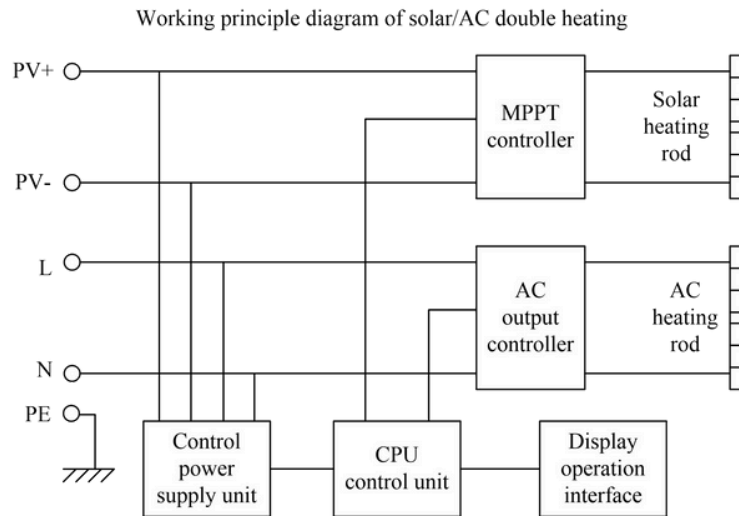 Working principle diagram of solar/AC double heating
PV+
MPPT
controller
Solar
heating
rod
PV-
L
AC
output
controller
AC
heating
rod
N
PE
Control
power
supply unit
CPU
control unit
Display
operation
interface